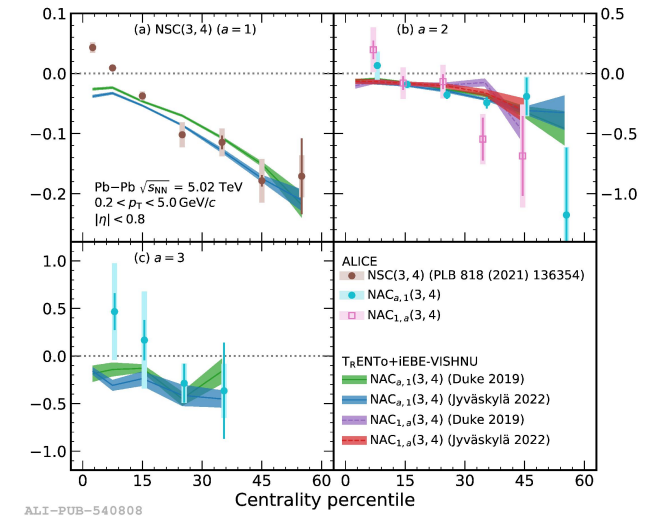 (a) NSC(3, 4) (a = 1)
(b) a = 2
0.1
0.0
−0.1
−0.2
0.5
0.0
−0.5
−1.0
Pb−Pb √sNN = 5.02 TeV
0.2 < pT < 5.0 GeV/c
|η| < 0.8
(c) a = 3
1.0
0.5
0.0
−0.5
−1.0
ALICE
NSC(3, 4) (PLB 818 (2021) 136354)
NACa,1(3, 4)
NAC1,a(3, 4)
TRENTo+iEBE-VISHNU
NACa,1(3, 4) (Duke 2019)
NACa,1(3, 4) (Jyväskylä 2022)
NAC1,a(3, 4) (Duke 2019)
NAC1,a(3, 4) (Jyväskylä 2022)
0 15 30 45 60 0 15 30 45 60
Centrality percentile
ALI-PUB-540808